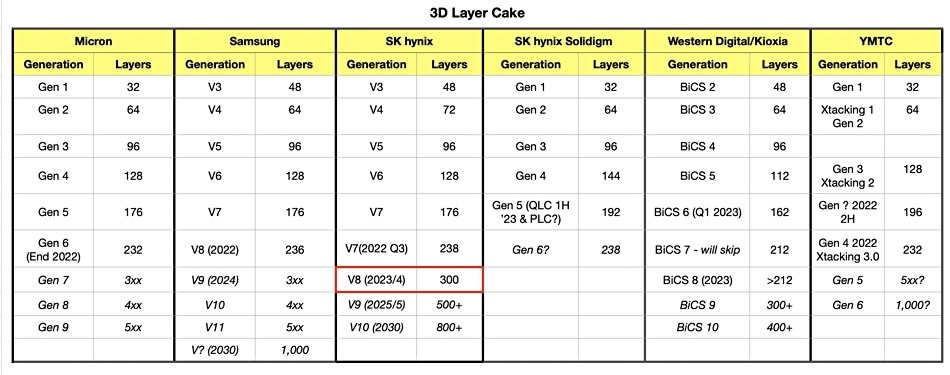 3D Layer Cake
Micron Samsung SK hynix SK hynix Solidigm Western Digital/Kioxia YMTC
Generation Layers Generation Layers Generation Layers Generation Layers Generation Layers Generation Layers
Gen 1 32 V3 48 V3 48 Gen 1 32 BiCS 2 48 Gen 1 32
Gen 2 64 V4 64 V4 72 Gen 2 64 BiCS 3 64 Xtacking 1 64
Gen 2
Gen 3 96 V5 96 V5 96 Gen 3 96 BiCS 4 96
Gen 4 128 V6 128 V6 128 Gen 4 144 BiCS 5 112 Gen 3 128
Xtacking 2
Gen 5 176 V7 176 V7 176 Gen 5 (QLC 1H 192 BiCS 6 (Q1 2023) 162 Gen ? 2022 196
'23 & PLC?) 2H
Gen 6 232 V8 (2022) 236 V7(2022 Q3) 238 Gen 6? 238 BiCS 7 - will skip 212 Gen 4 2022 232
(End 2022) Xtacking 3.0
Gen 7 3xx V9 (2024) 3xx V8 (2023/4) 300 BiCS 8 (2023) >212 Gen 5 5xx?
Gen 8 4xx V10 4xx V9 (2025/5) 500+ BiCS 9 300+ Gen 6 1,000?
Gen 9 5xx V11 5xx V10 (2030) 800+ BiCS 10 400+
V? (2030) 1,000